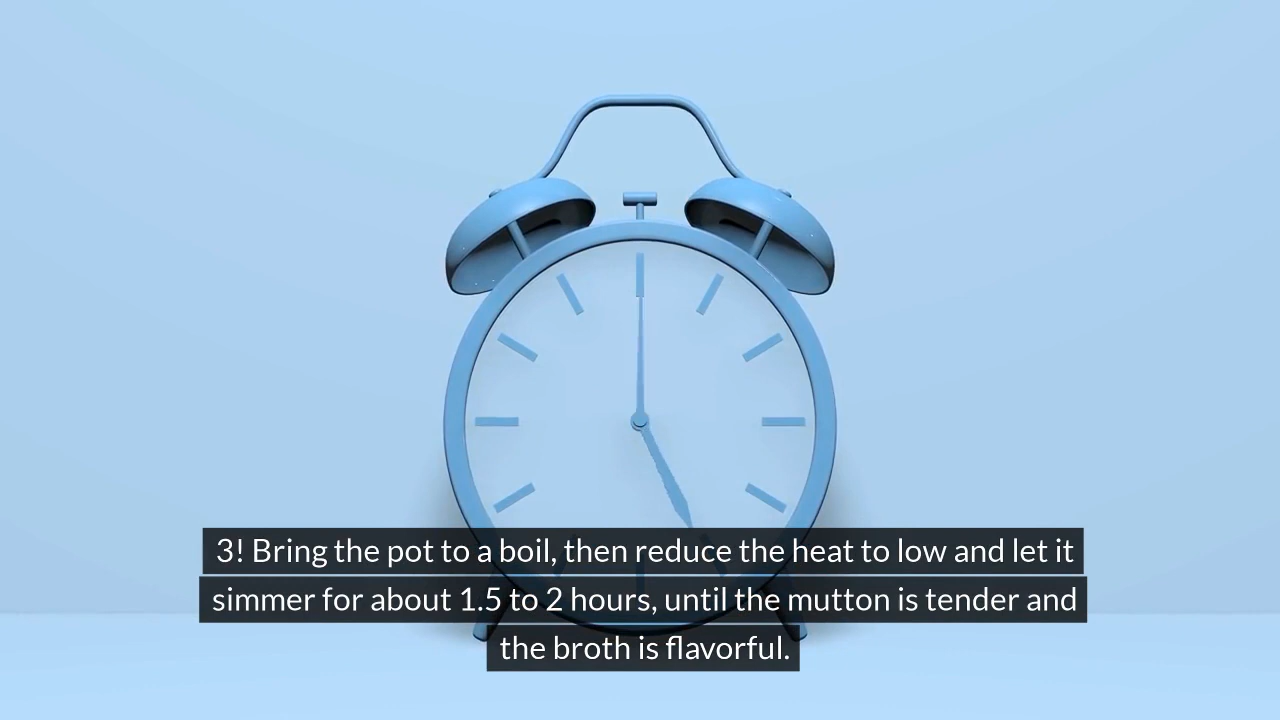 3! Bring the pot to a boil, then reduce the heat to low and let it
simmer for about 1.5 to 2 hours, until the mutton is tender and
the broth is flavorful.